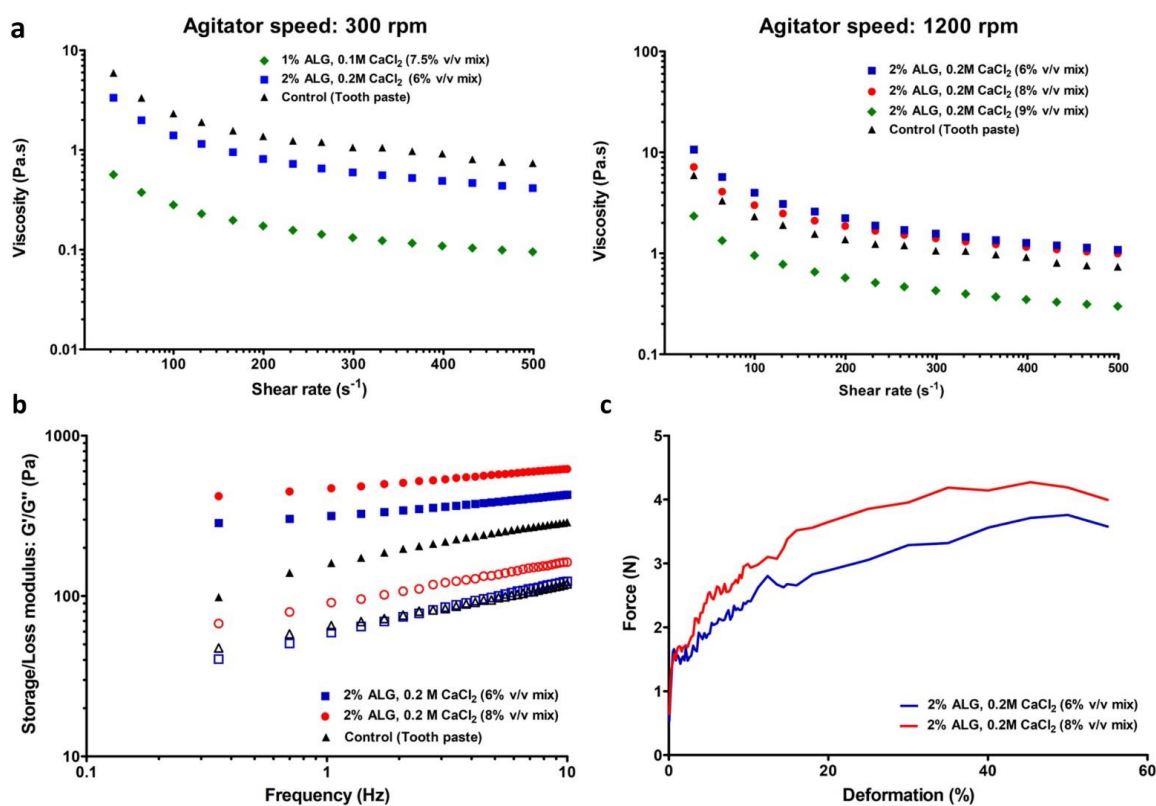 a
Agitator speed: 300 rpm
1% ALG, 0.1M CaCl2 (7.5% v/v mix)
2% ALG, 0.2M CaCl2 (6% v/v mix)
Control (Tooth paste)
Viscosity (Pa.s)
10
1
0.1
0.01
100 200 300 400 500
Shear rate (s-1)
Agitator speed: 1200 rpm
2% ALG, 0.2M CaCl2 (6% v/v mix)
2% ALG, 0.2M CaCl2 (8% v/v mix)
2% ALG, 0.2M CaCl2 (9% v/v mix)
Control (Tooth paste)
Viscosity (Pa.s)
100
10
1
0.1
100 200 300 400 500
Shear rate (s-1)
b
Storage/Loss modulus: G'/G" (Pa)
1000
100
10
0.1 1 10
Frequency (Hz)
2% ALG, 0.2 M CaCl2 (6% v/v mix)
2% ALG, 0.2 M CaCl2 (8% v/v mix)
Control (Tooth paste)
c
Force (N)
5
4
3
2
1
0
0 20 40 60
Deformation (%)
2% ALG, 0.2M CaCl2 (6% v/v mix)
2% ALG, 0.2M CaCl2 (8% v/v mix)